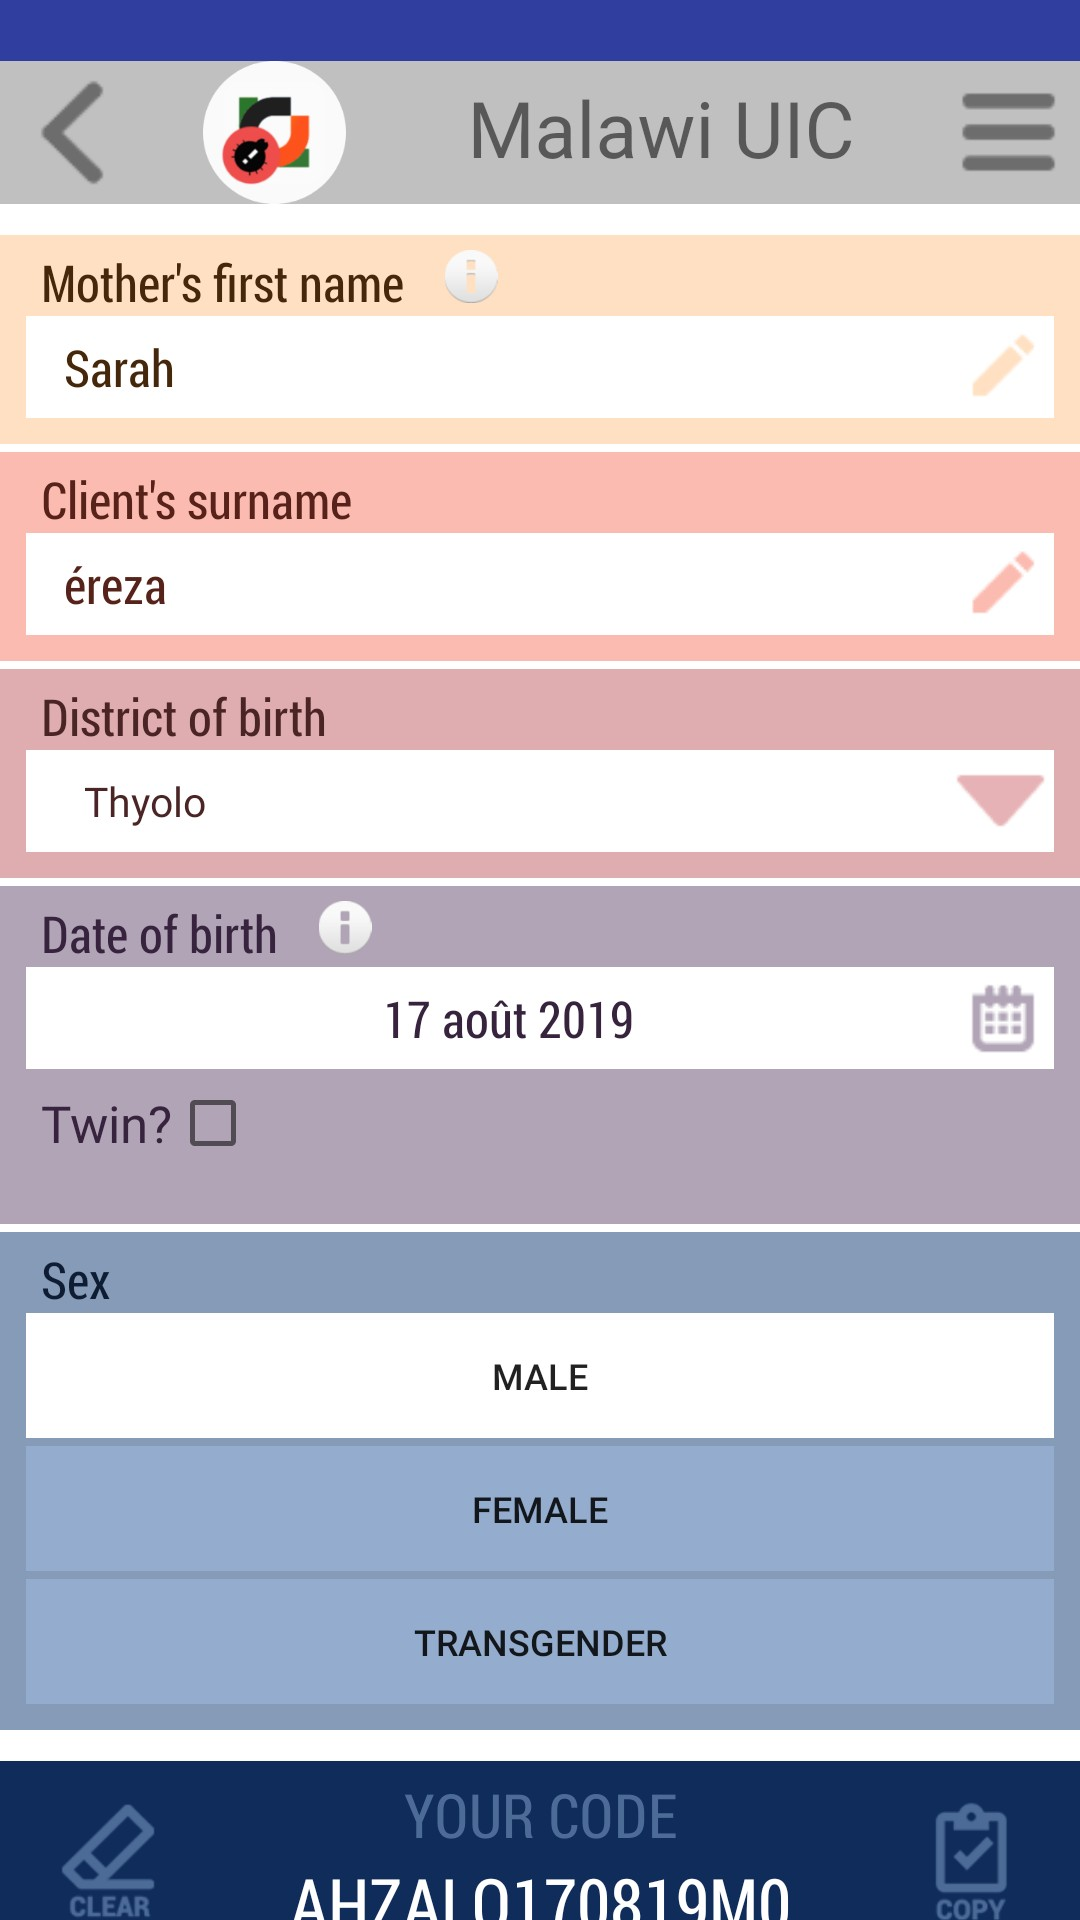 Malawi UIC
Mother's first name
Sarah
Client's surname
éreza
District of birth
Thyolo
Date of birth
17 août 2019
Twin?
Sex
MALE
FEMALE
TRANSGENDER
YOUR CODE
CLEAR
AHZALO170819M0
COPY